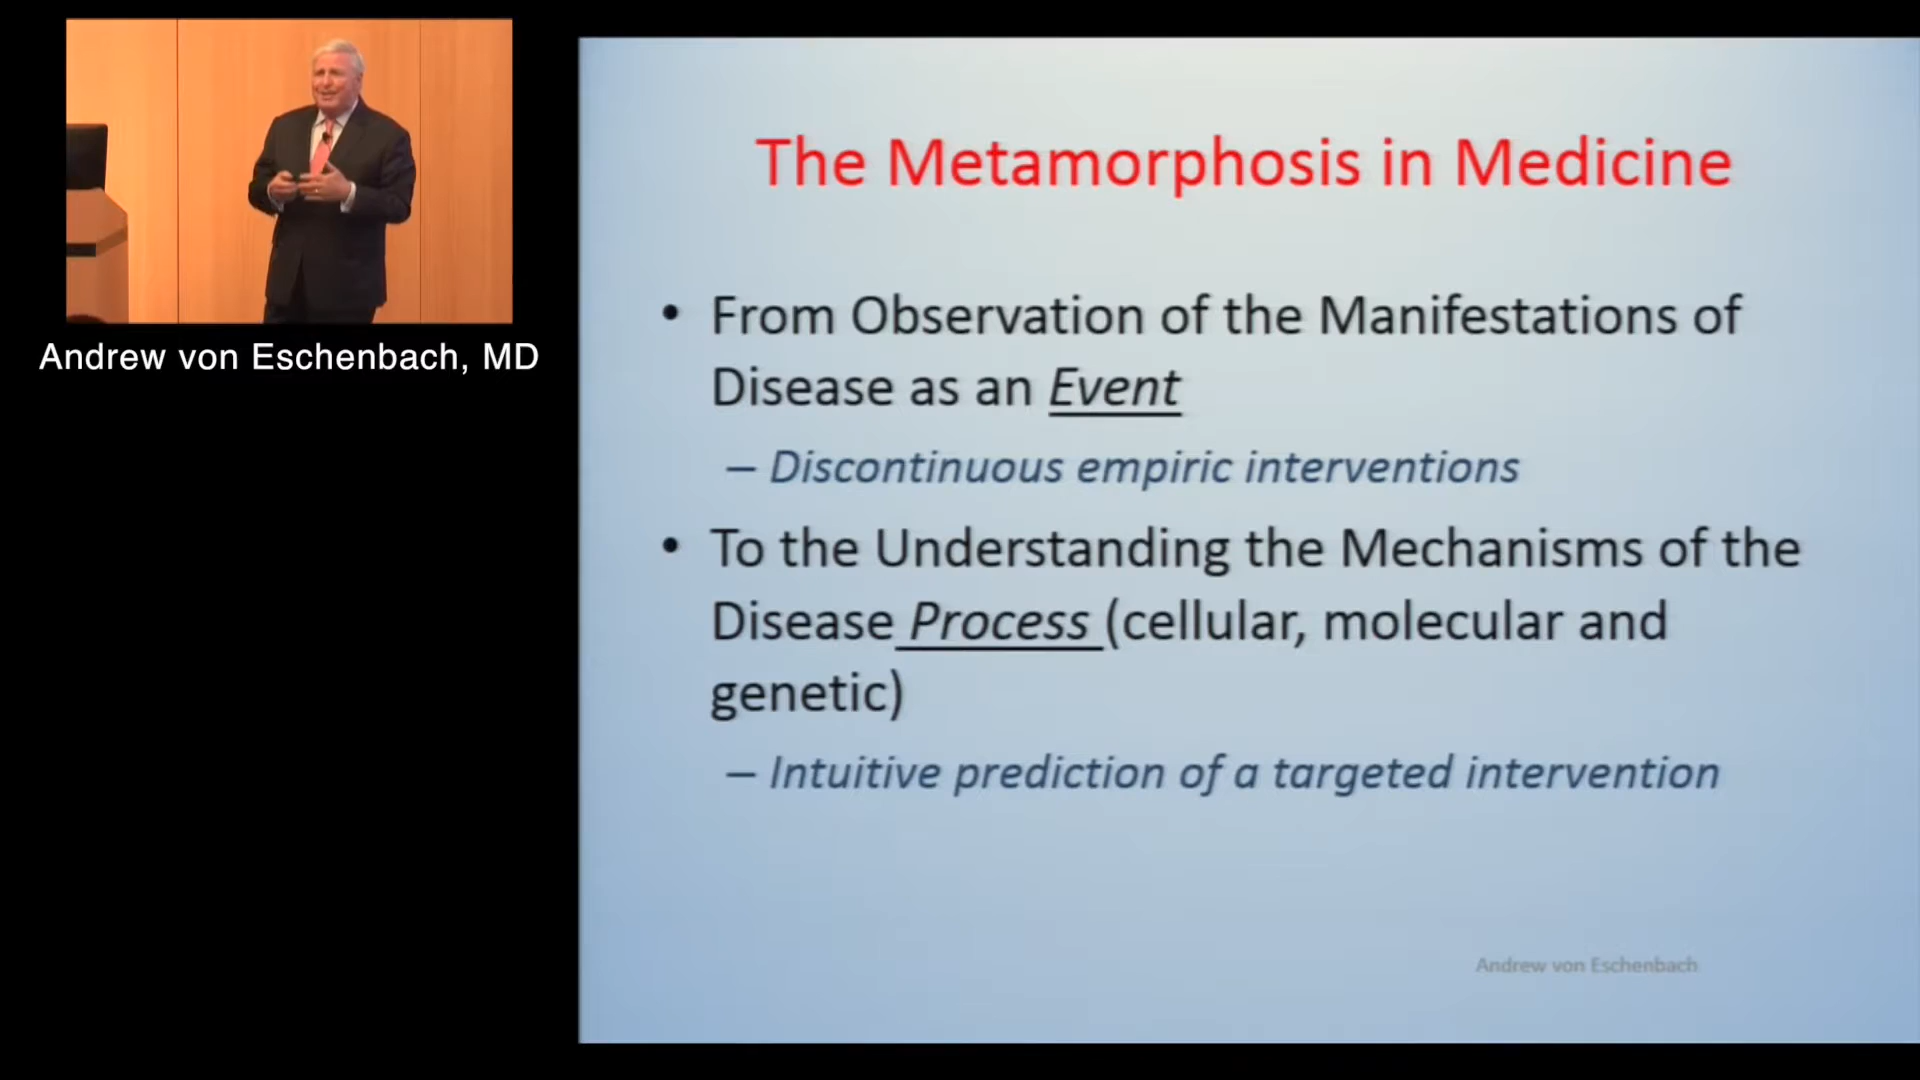 Andrew von Eschenbach, MD
The Metamorphosis in Medicine
• From Observation of the Manifestations of
Disease as an Event
– Discontinuous empiric interventions
• To the Understanding the Mechanisms of the
Disease Process (cellular, molecular and
genetic)
– Intuitive prediction of a targeted intervention
Andrew von Eschenbach